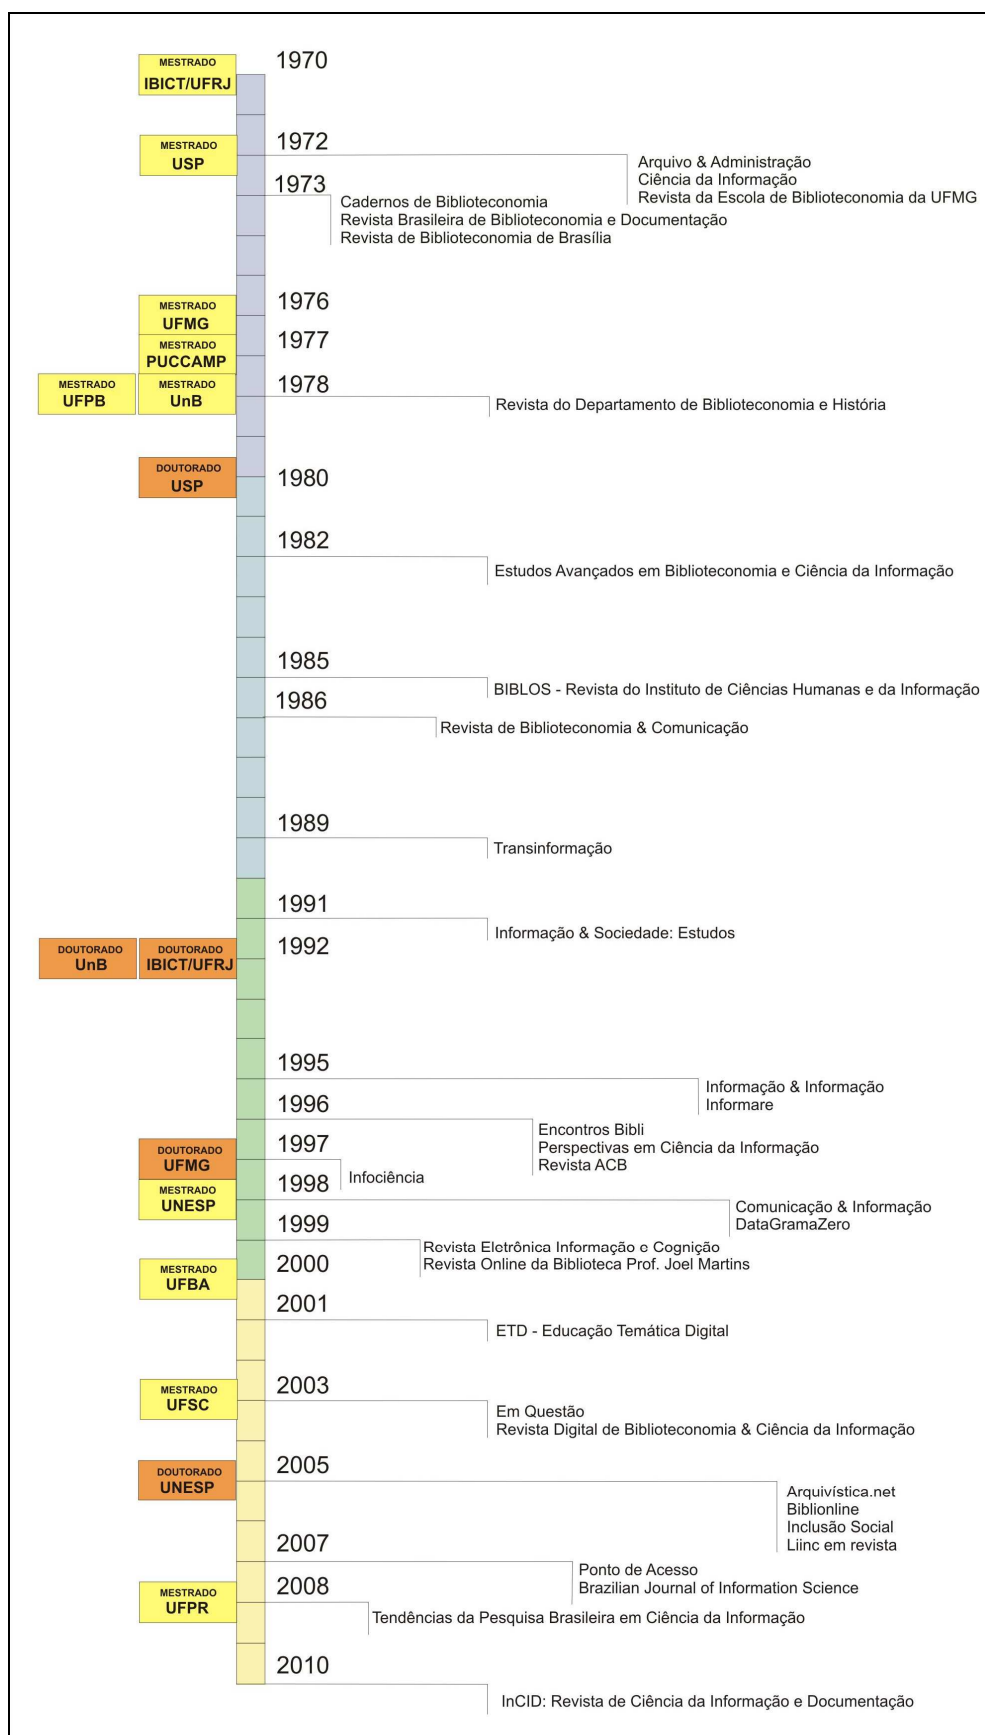 MESTRADO
IBICT/UFRJ
1970
MESTRADO
USP
1972
Arquivo & Administração
Ciência da Informação
Revista da Escola de Biblioteconomia da UFMG
1973
Cadernos de Biblioteconomia
Revista Brasileira de Biblioteconomia e Documentação
Revista de Biblioteconomia de Brasília
MESTRADO
UFMG
1976
MESTRADO
PUCCAMP
1977
MESTRADO
UFPB
MESTRADO
UnB
1978
Revista do Departamento de Biblioteconomia e História
DOUTORADO
USP
1980
1982
Estudos Avançados em Biblioteconomia e Ciência da Informação
1985
BIBLOS - Revista do Instituto de Ciências Humanas e da Informação
1986
Revista de Biblioteconomia & Comunicação
1989
Transinformação
1991
Informação & Sociedade: Estudos
DOUTORADO
UnB
DOUTORADO
IBICT/UFRJ
1992
1995
Informação & Informação
Informare
1996
Encontros Bibli
Perspectivas em Ciência da Informação
Revista ACB
DOUTORADO
UFMG
1997
Infociência
MESTRADO
UNESP
1998
Comunicação & Informação
DataGramaZero
1999
Revista Eletrônica Informação e Cognição
Revista Online da Biblioteca Prof. Joel Martins
MESTRADO
UFBA
2000
2001
ETD - Educação Temática Digital
MESTRADO
UFSC
2003
Em Questão
Revista Digital de Biblioteconomia & Ciência da Informação
DOUTORADO
UNESP
2005
Arquivística.net
Biblionline
Inclusão Social
Liinc em revista
2007
Ponto de Acesso
Brazilian Journal of Information Science
MESTRADO
UFPR
2008
Tendências da Pesquisa Brasileira em Ciência da Informação
2010
InCID: Revista de Ciência da Informação e Documentação